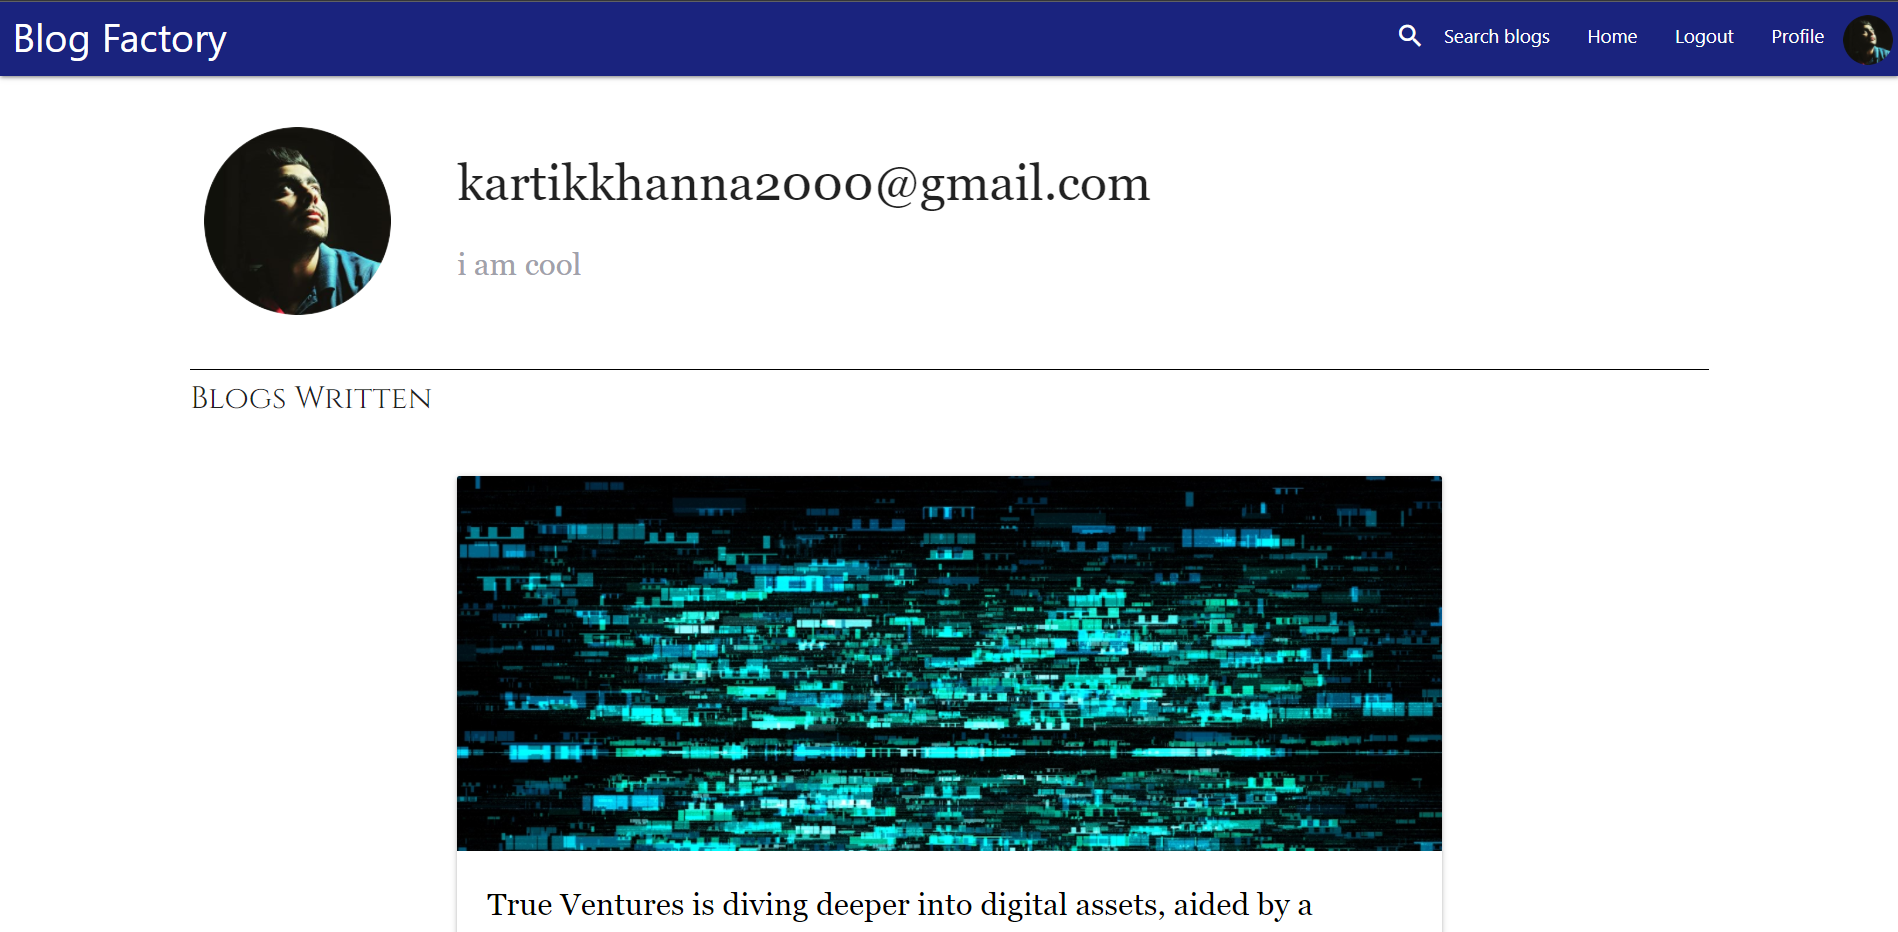 Blog Factory
Search blogs Home Logout Profile
kartikkhanna2000@gmail.com
i am cool
Blogs Written
True Ventures is diving deeper into digital assets, aided by a